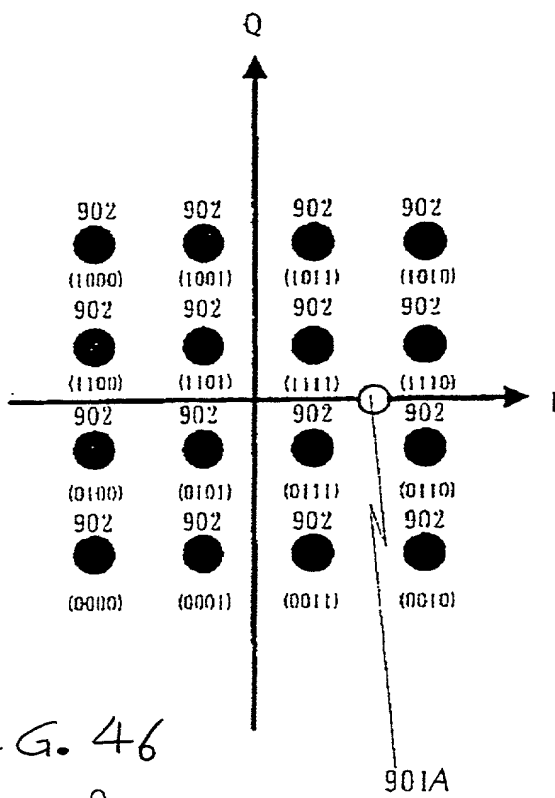 Q
902 902 902 902
(1000) (1001) (1011) (1010)
902 902 902 902
(1100) (1101) (1111) (1110)
I
902 902 902 902
(0100) (0101) (0111) (0110)
902 902 902 902
(0000) (0001) (0011) (0010)
G. 46
901A